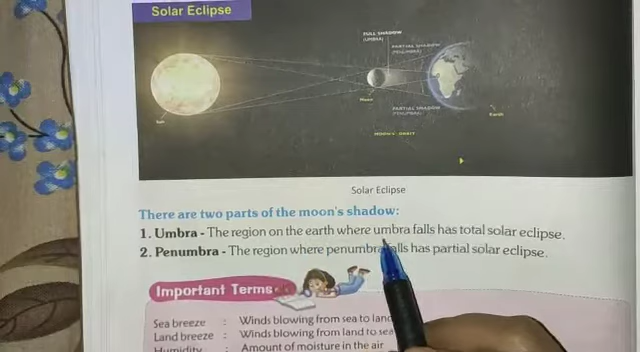 Solar Eclipse
FULL SHADOW
(UMBRA)
PARTIAL SHADOW
(PENUMBRA)
Moon
PARTIAL SHADOW
(PENUMBRA)
Sun
Earth
MOON'S ORBIT
Solar Eclipse
There are two parts of the moon's shadow:
1. Umbra - The region on the earth where umbra falls has total solar eclipse.
2. Penumbra - The region where penumbra falls has partial solar eclipse.
Important Terms
Sea breeze : Winds blowing from sea to land
Land breeze : Winds blowing from land to sea
Humidity : Amount of moisture in the air